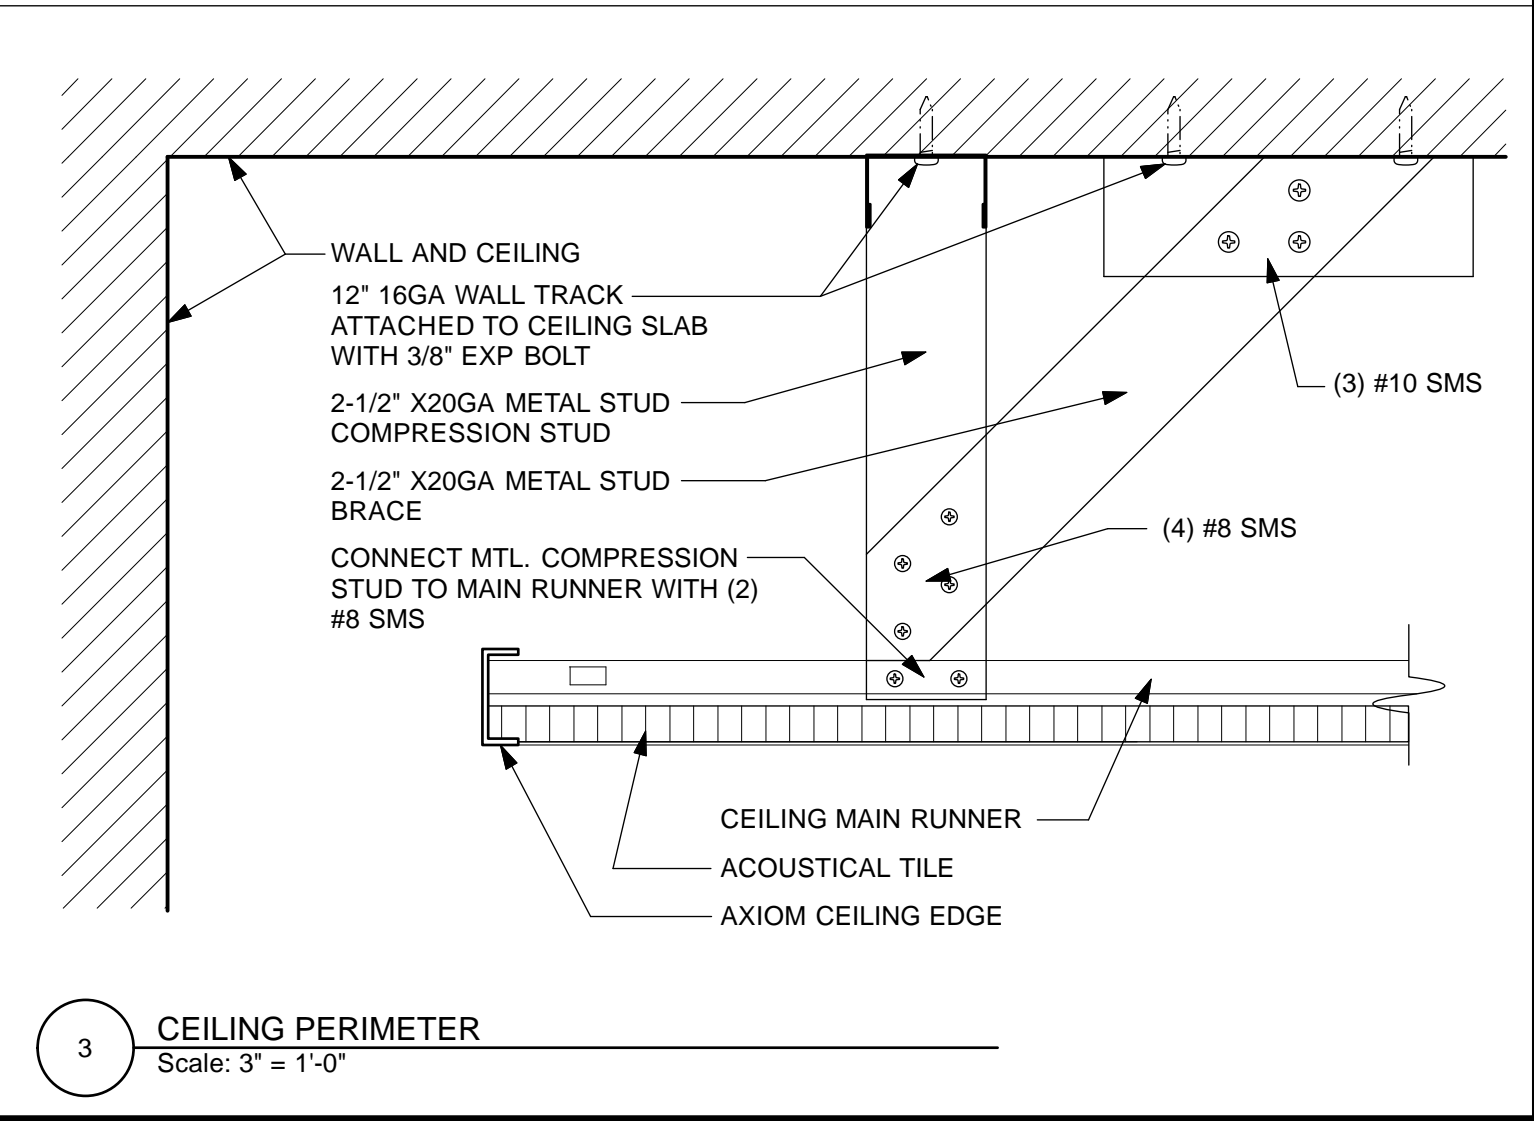 WALL AND CEILING
12" 16GA WALL TRACK
ATTACHED TO CEILING SLAB
WITH 3/8" EXP BOLT
2-1/2" X20GA METAL STUD
COMPRESSION STUD
2-1/2" X20GA METAL STUD
BRACE
CONNECT MTL. COMPRESSION
STUD TO MAIN RUNNER WITH (2)
#8 SMS
(3) #10 SMS
(4) #8 SMS
CEILING MAIN RUNNER
ACOUSTICAL TILE
AXIOM CEILING EDGE
3
CEILING PERIMETER
Scale: 3" = 1'-0"